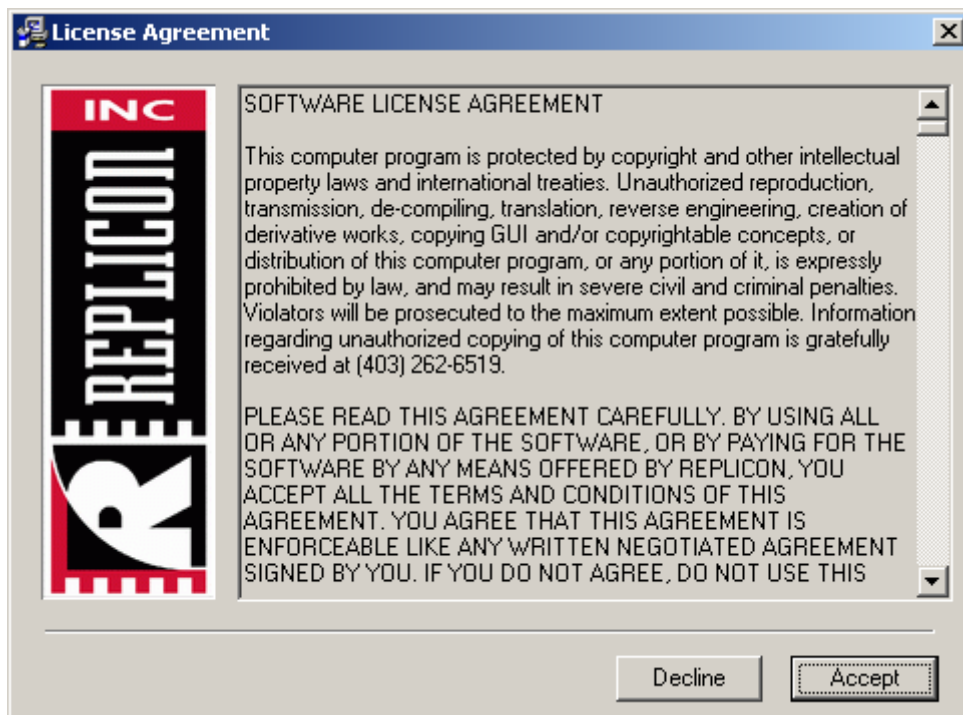 License Agreement
INC
REPLICON
R
SOFTWARE LICENSE AGREEMENT
This computer program is protected by copyright and other intellectual
property laws and international treaties. Unauthorized reproduction,
transmission, de-compiling, translation, reverse engineering, creation of
derivative works, copying GUI and/or copyrightable concepts, or
distribution of this computer program, or any portion of it, is expressly
prohibited by law, and may result in severe civil and criminal penalties.
Violators will be prosecuted to the maximum extent possible. Information
regarding unauthorized copying of this computer program is gratefully
received at (403) 262-6519.
PLEASE READ THIS AGREEMENT CAREFULLY. BY USING ALL
OR ANY PORTION OF THE SOFTWARE, OR BY PAYING FOR THE
SOFTWARE BY ANY MEANS OFFERED BY REPLICON, YOU
ACCEPT ALL THE TERMS AND CONDITIONS OF THIS
AGREEMENT. YOU AGREE THAT THIS AGREEMENT IS
ENFORCEABLE LIKE ANY WRITTEN NEGOTIATED AGREEMENT
SIGNED BY YOU. IF YOU DO NOT AGREE, DO NOT USE THIS
Decline
Accept